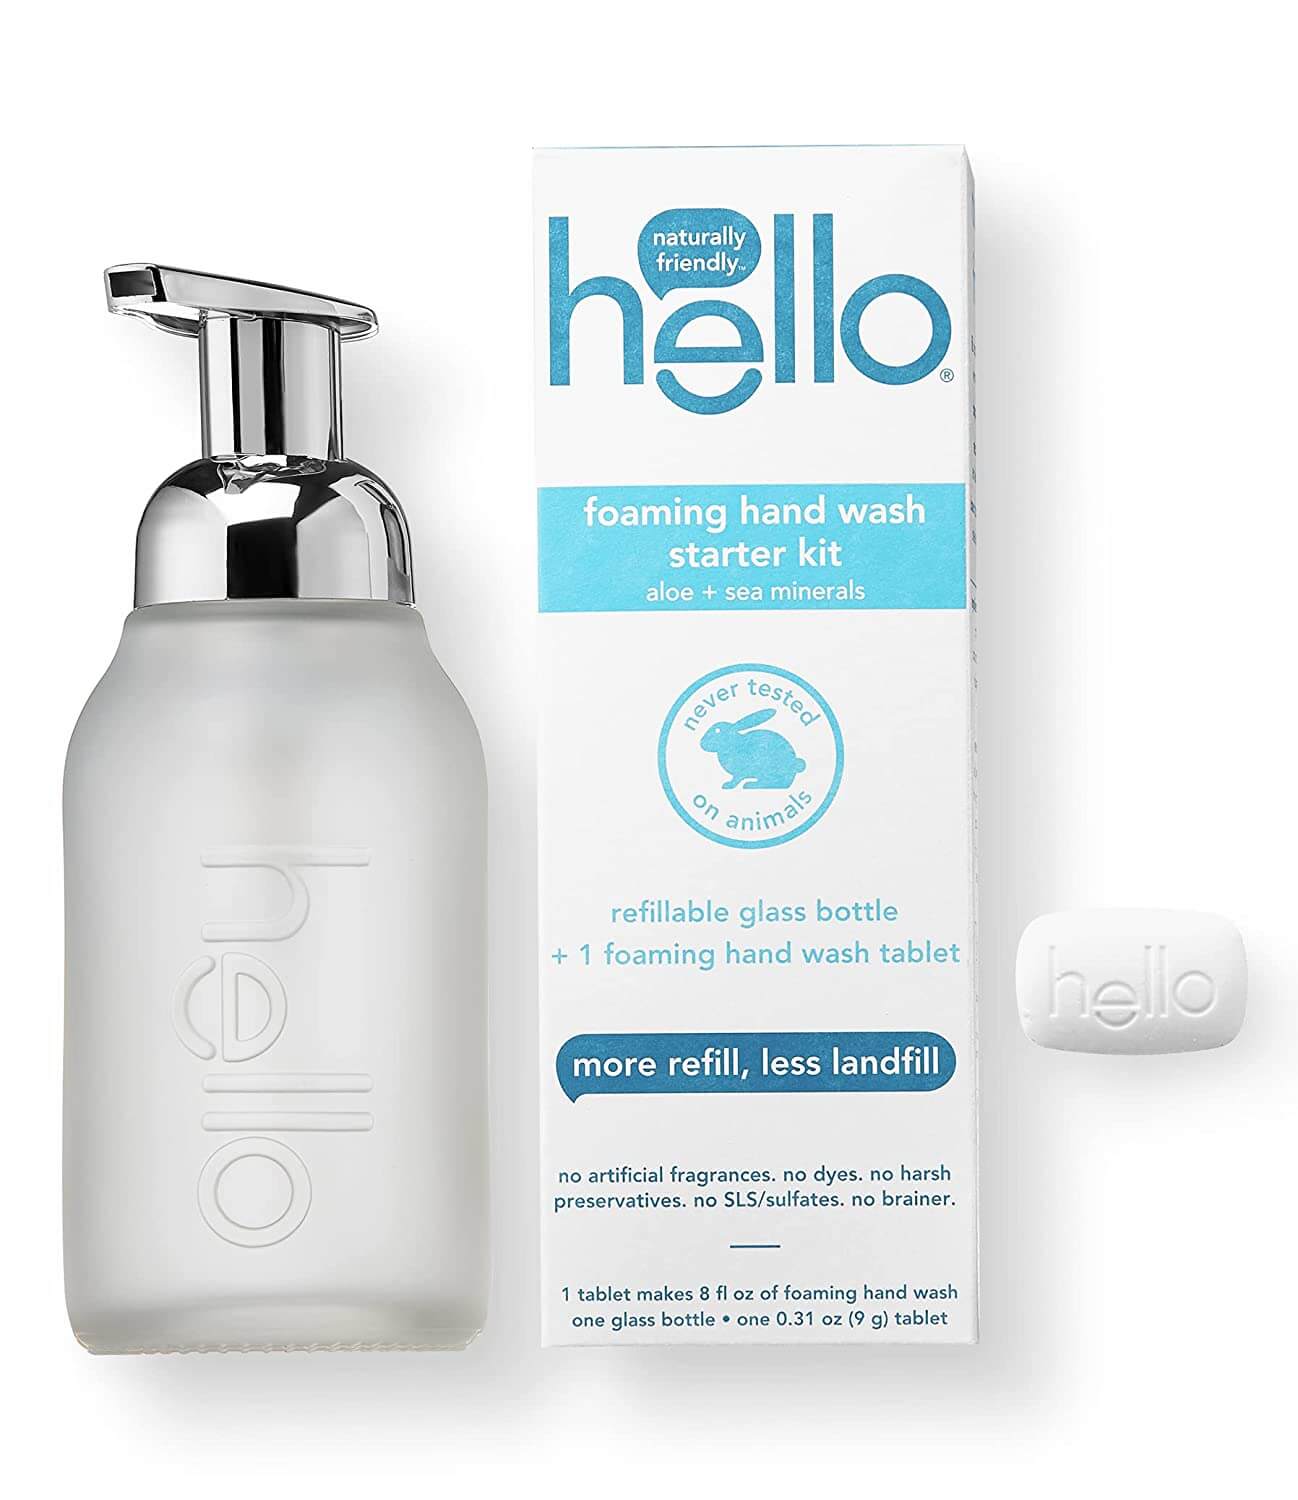 hello
naturally
friendly™
hello®
foaming hand wash
starter kit
aloe + sea minerals
never tested
on animals
refillable glass bottle
+ 1 foaming hand wash tablet
more refill, less landfill
no artificial fragrances. no dyes. no harsh
preservatives. no SLS/sulfates. no brainer.
1 tablet makes 8 fl oz of foaming hand wash
one glass bottle • one 0.31 oz (9 g) tablet
hello